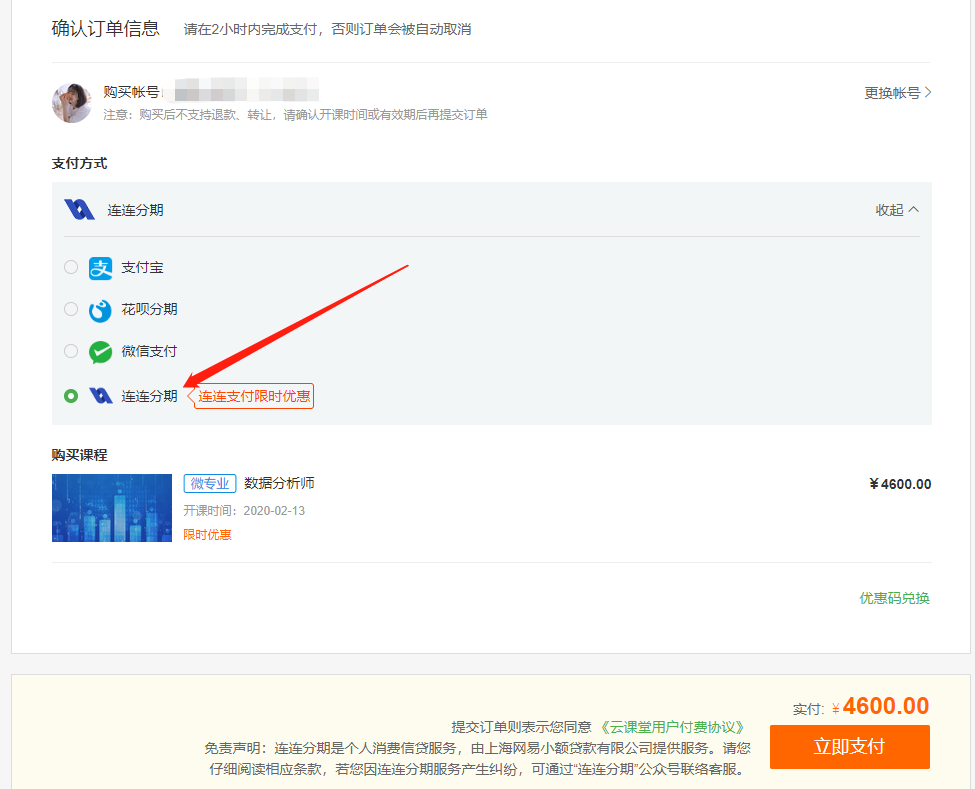 确认订单信息 请在2小时内完成支付，否则订单会被自动取消
购买帐号:
更换帐号
注意：购买后不支持退款、转让，请确认开课时间或有效期后再提交订单
支付方式
连连分期 收起
支付宝
花呗分期
微信支付
连连分期 连连支付限时优惠
购买课程
微专业 数据分析师 ¥4600.00
开课时间：2020-02-13
限时优惠
优惠码兑换
实付: ¥4600.00
提交订单则表示您同意《云课堂用户付费协议》
立即支付
免责声明：连连分期是个人消费信贷服务，由上海网易小额贷款有限公司提供服务。请您
仔细阅读相应条款，若您因连连分期服务产生纠纷，可通过“连连分期”公众号联络客服。